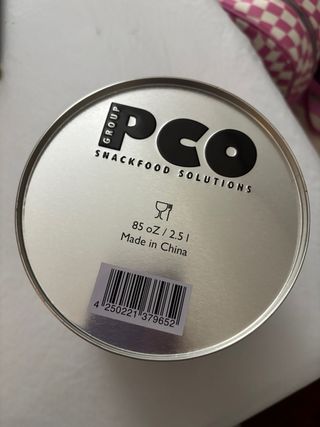 GROUP
PCO
SNACKFOOD SOLUTIONS
85 oZ / 2.5 l
Made in China
4 250221 379652